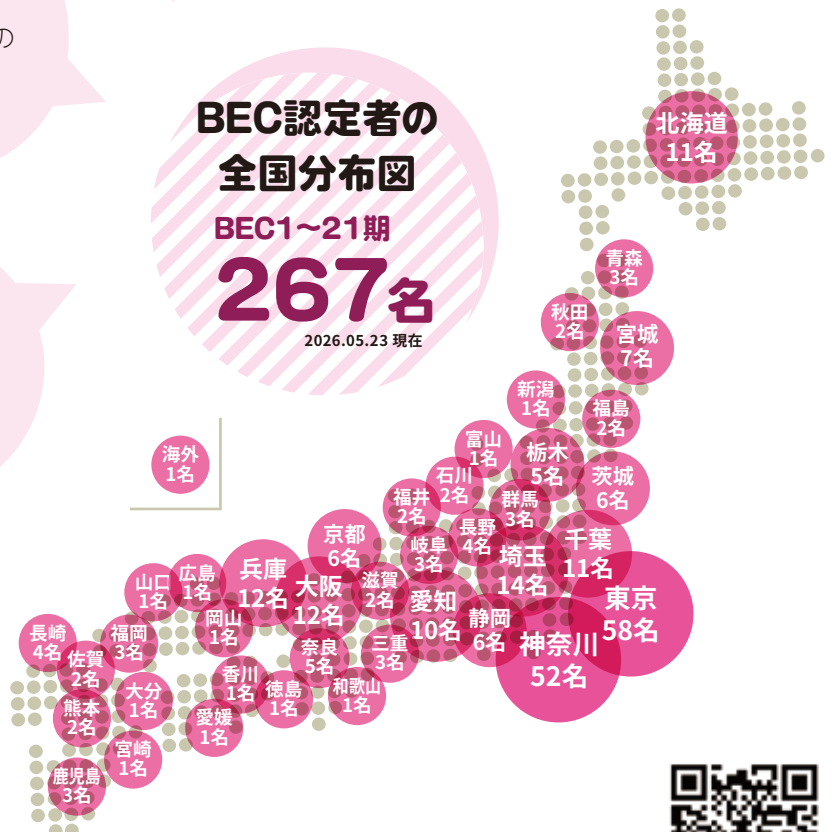 の
BEC認定者の
全国分布図
BEC1〜21期
267名
2026.05.23 現在
北海道
11名
青森
3名
秋田
2名
宮城
7名
新潟
1名
福島
2名
富山
1名
栃木
5名
石川
2名
茨城
6名
福井
2名
群馬
3名
長野
4名
千葉
11名
京都
6名
岐阜
3名
埼玉
14名
海外
1名
兵庫
12名
大阪
12名
滋賀
2名
愛知
10名
静岡
6名
東京
58名
神奈川
52名
山口
1名
広島
1名
岡山
1名
奈良
5名
三重
3名
長崎
4名
福岡
3名
佐賀
2名
香川
1名
徳島
1名
和歌山
1名
大分
1名
熊本
2名
愛媛
1名
宮崎
1名
鹿児島
3名